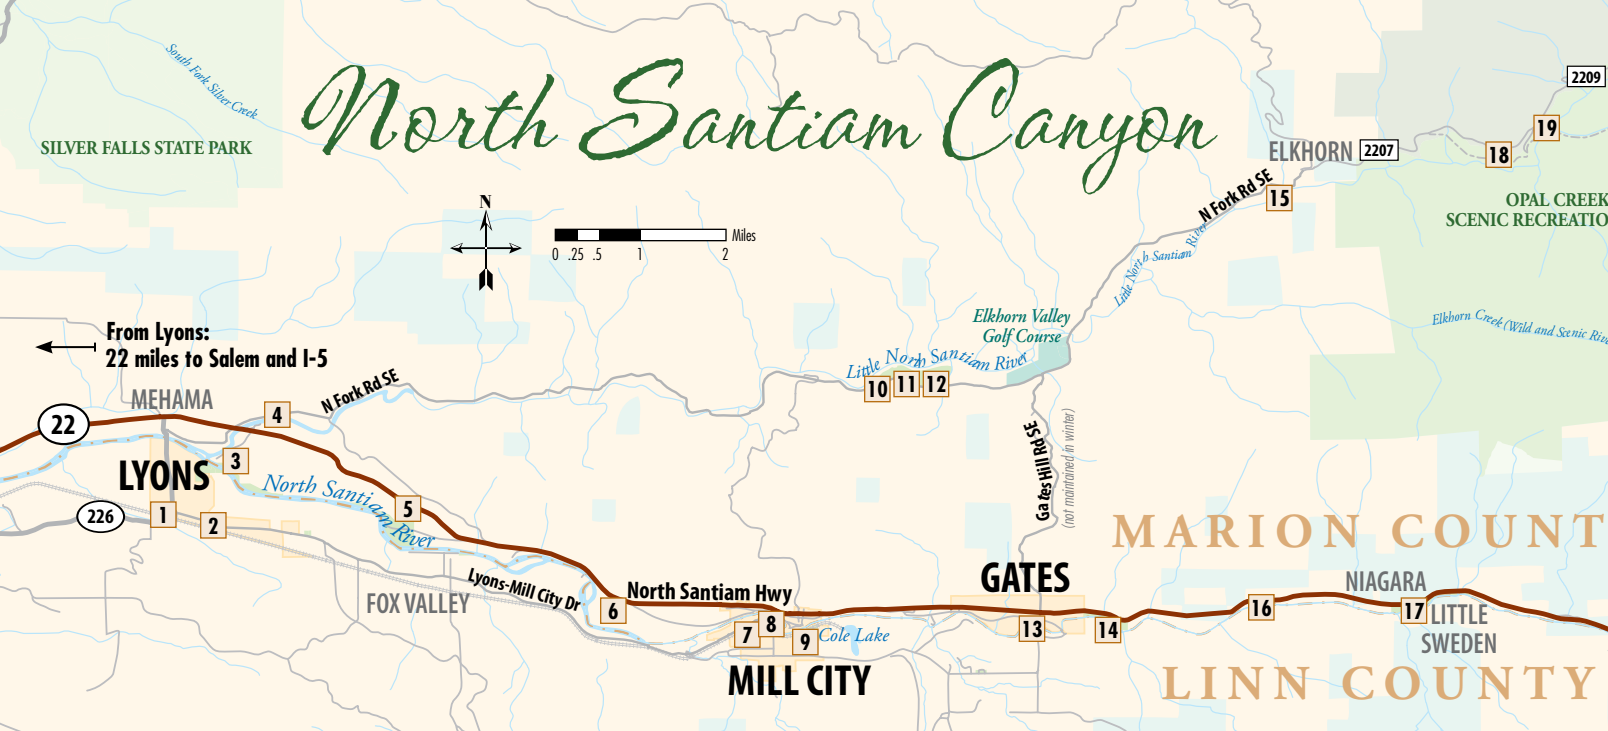 North Santiam Canyon
South Fork Silver Creek
SILVER FALLS STATE PARK
N
Miles
0 .25 .5 1 2
2209
19
18
ELKHORN
2207
15
N Fork Rd SE
OPAL CREEK
SCENIC RECREATIO
Little North Santiam River
Elkhorn Creek (Wild and Scenic Rive
Elkhorn Valley
Golf Course
Little North Santiam River
10
11
12
From Lyons:
22 miles to Salem and I-5
MEHAMA
N Fork Rd SE
22
4
3
LYONS
North Santiam River
5
226
1
2
Gates Hill Rd SE
(not maintained in winter)
MARION COUNT
Lyons-Mill City Dr
FOX VALLEY
6
North Santiam Hwy
7
8
9
Cole Lake
MILL CITY
GATES
13
14
16
NIAGARA
17
LITTLE
SWEDEN
LINN COUNTY